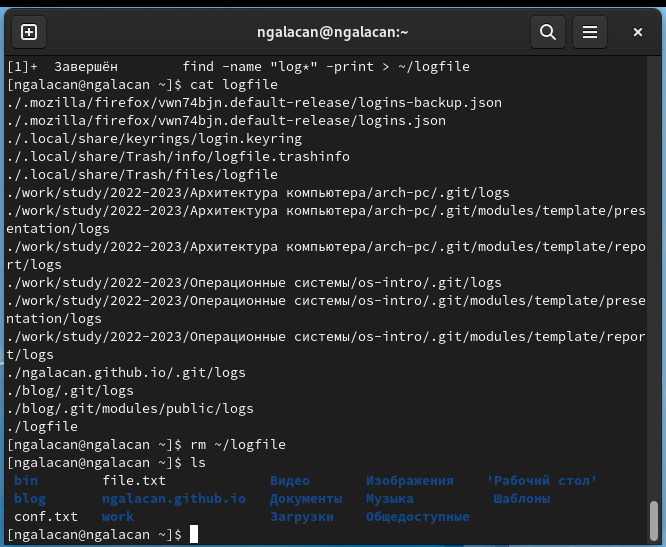 ngalacan@ngalacan:~
[1]+  Завершён        find -name "log*" -print > ~/logfile
[ngalacan@ngalacan ~]$ cat logfile
./.mozilla/firefox/vwn74bjn.default-release/logins-backup.json
./.mozilla/firefox/vwn74bjn.default-release/logins.json
./.local/share/keyrings/login.keyring
./.local/share/Trash/info/logfile.trashinfo
./.local/share/Trash/files/logfile
./work/study/2022-2023/Архитектура компьютера/arch-pc/.git/logs
./work/study/2022-2023/Архитектура компьютера/arch-pc/.git/modules/template/pres
entation/logs
./work/study/2022-2023/Архитектура компьютера/arch-pc/.git/modules/template/repo
rt/logs
./work/study/2022-2023/Операционные системы/os-intro/.git/logs
./work/study/2022-2023/Операционные системы/os-intro/.git/modules/template/prese
ntation/logs
./work/study/2022-2023/Операционные системы/os-intro/.git/modules/template/repor
t/logs
./ngalacan.github.io/.git/logs
./blog/.git/logs
./blog/.git/modules/public/logs
./logfile
[ngalacan@ngalacan ~]$ rm ~/logfile
[ngalacan@ngalacan ~]$ ls
bin        file.txt             Видео       Изображения    'Рабочий стол'
blog       ngalacan.github.io   Документы   Музыка          Шаблоны
conf.txt   work                 Загрузки    Общедоступные
[ngalacan@ngalacan ~]$